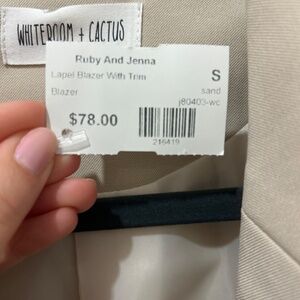 WHITEROOM + CACTUS
Ruby And Jenna
Lapel Blazer With Trim
S
Blazer
sand
j80403-wc
$78.00
216419